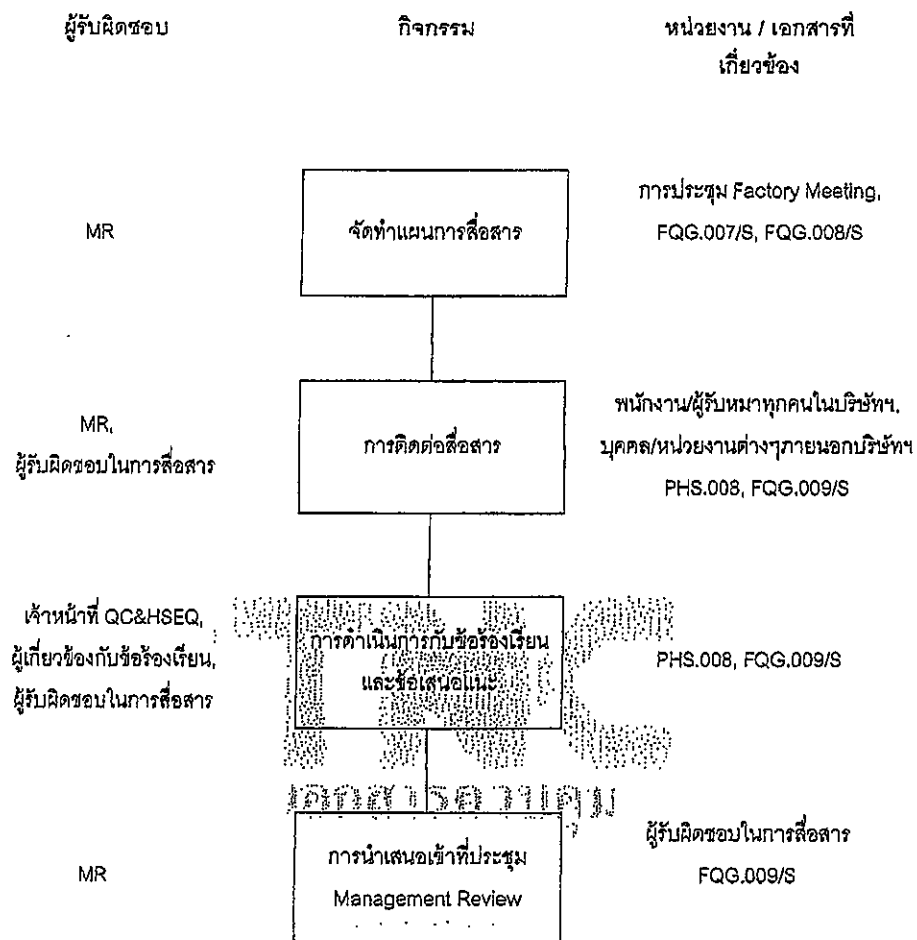 ผู้รับผิดชอบ
กิจกรรม
หน่วยงาน / เอกสารที่
เกี่ยวข้อง
MR
จัดทำแผนการสื่อสาร
การประชุม Factory Meeting,
FQG.007/S, FQG.008/S
MR,
ผู้รับผิดชอบในการสื่อสาร
การติดต่อสื่อสาร
พนักงาน/ผู้รับหมาทุกคนในบริษัทฯ,
บุคคล/หน่วยงานต่างๆภายนอกบริษัทฯ
PHS.008, FQG.009/S
เจ้าหน้าที่ QC&HSEQ,
ผู้เกี่ยวข้องกับข้อร้องเรียน,
ผู้รับผิดชอบในการสื่อสาร
การดำเนินการกับข้อร้องเรียน
และข้อเสนอแนะ
PHS.008, FQG.009/S
เอกสารควบคุม
MR
การนำเสนอเข้าที่ประชุม
Management Review
ผู้รับผิดชอบในการสื่อสาร
FQG.009/S